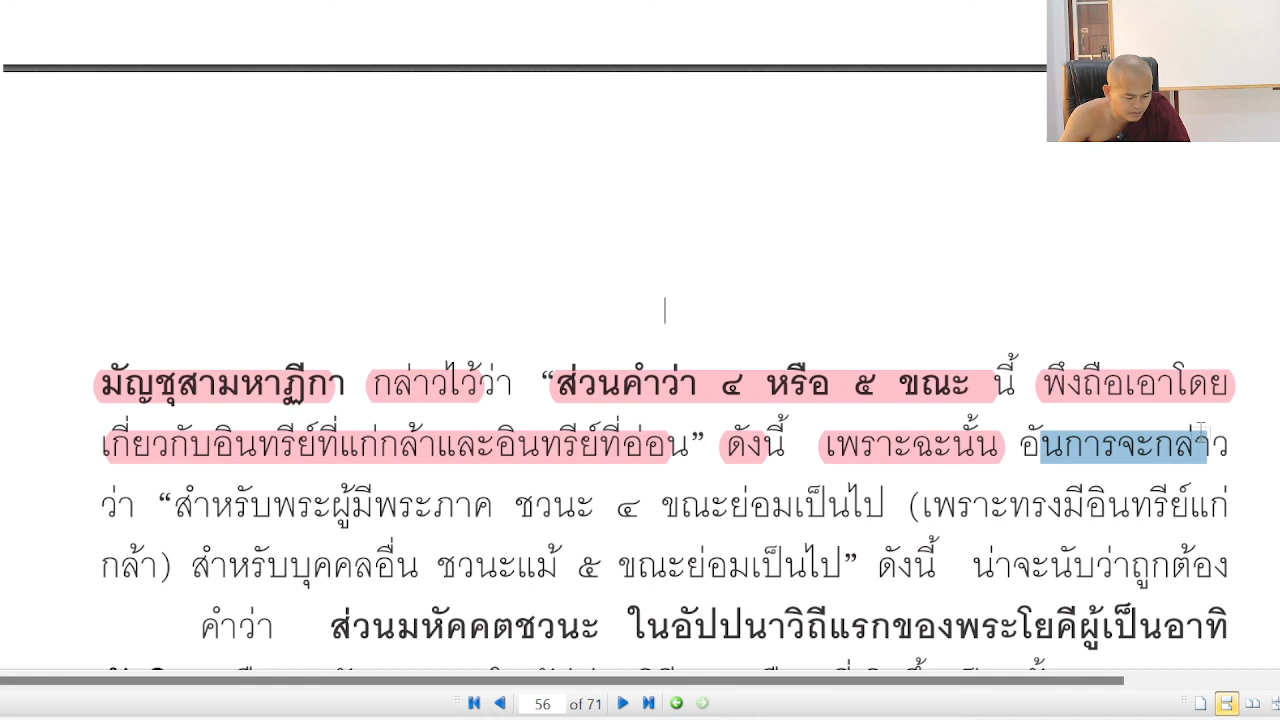 มัญชุสามหาฎีกา กล่าวไว้ว่า “ส่วนคำว่า ๔ หรือ ๕ ขณะ นี้ พึงถือเอาโดย
เกี่ยวกับอินทรีย์ที่แก่กล้าและอินทรีย์ที่อ่อน” ดังนี้ เพราะฉะนั้น อันการจะกล่าว
ว่า “สำหรับพระผู้มีพระภาค ชวนะ ๔ ขณะย่อมเป็นไป (เพราะทรงมีอินทรีย์แก่
กล้า) สำหรับบุคคลอื่น ชวนะแม้ ๕ ขณะย่อมเป็นไป” ดังนี้ น่าจะนับว่าถูกต้อง
คำว่า ส่วนมหัคคตชวนะ ในอัปปนาวิถีแรกของพระโยคีผู้เป็นอาทิ
56 of 71